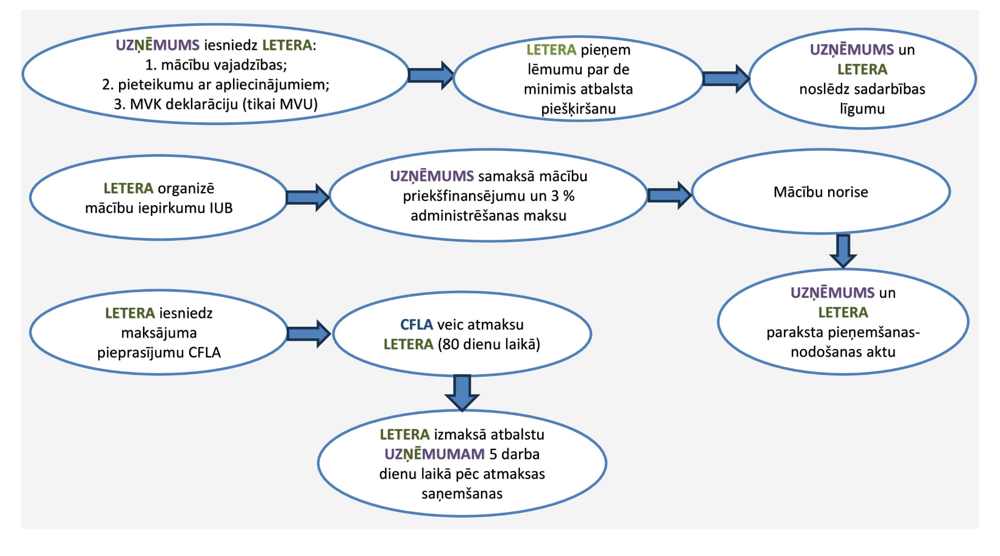 UZŅĒMUMS iesniedz LETERA:
1. mācību vajadzības;
2. pieteikumu ar apliecinājumiem;
3. MVK deklarāciju (tikai MVU)
LETERA pieņem
lēmumu par de
minimis atbalsta
piešķiršanu
UZŅĒMUMS un
LETERA
noslēdz sadarbības
līgumu
LETERA organizē
mācību iepirkumu IUB
UZŅĒMUMS samaksā mācību
priekšfinansējumu un 3 %
administrēšanas maksu
Mācību norise
UZŅĒMUMS un
LETERA
paraksta pieņemšanas-
nodošanas aktu
LETERA iesniedz
maksājuma
pieprasījumu CFLA
CFLA veic atmaksu
LETERA (80 dienu laikā)
LETERA izmaksā atbalstu
UZŅĒMUMAM 5 darba
dienu laikā pēc atmaksas
saņemšanas